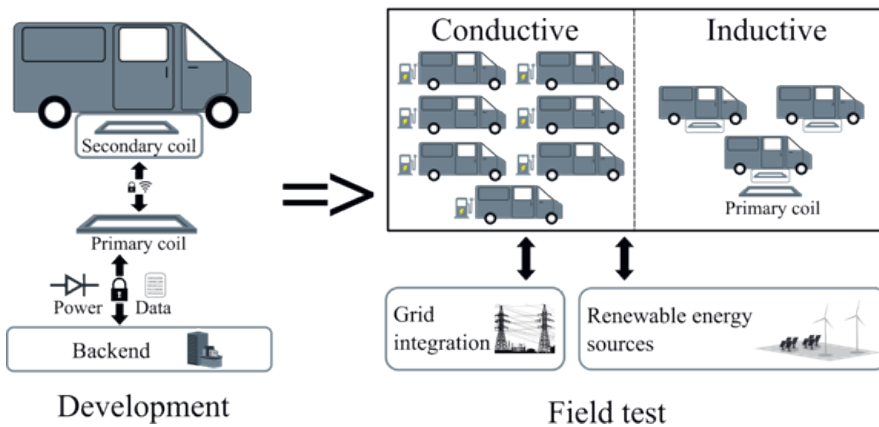 Secondary coil
Primary coil
Power
Data
Backend
Development
Conductive
Inductive
Primary coil
Grid
integration
Renewable energy
sources
Field test